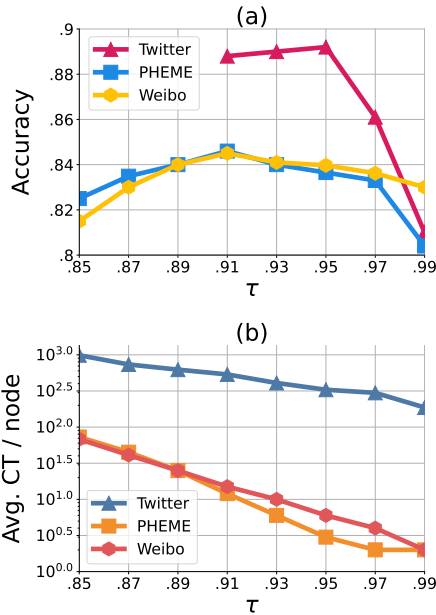 (a)
Accuracy
.9
.88
.86
.84
.82
.8
Twitter
PHEME
Weibo
.85 .87 .89 .91 .93 .95 .97 .99
τ
(b)
Avg. CT / node
10^3.0
10^2.5
10^2.0
10^1.5
10^1.0
10^0.5
10^0.0
Twitter
PHEME
Weibo
.85 .87 .89 .91 .93 .95 .97 .99
τ